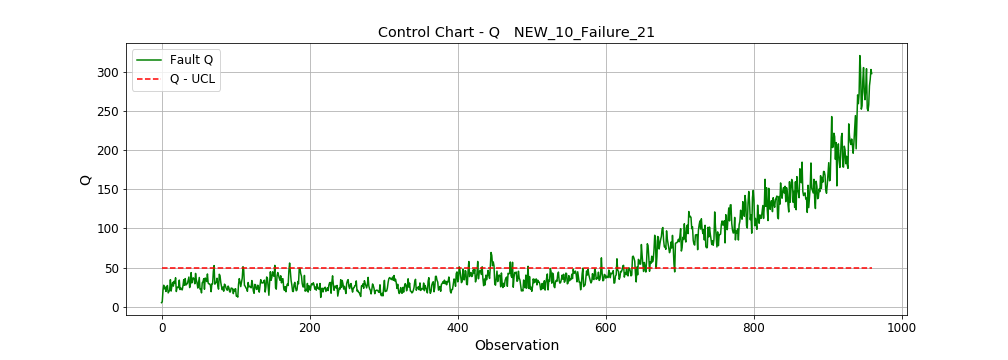 Control Chart - Q   NEW_10_Failure_21
Fault Q
Q - UCL
300
250
200
150
100
50
0
Q
0 200 400 600 800 1000
Observation